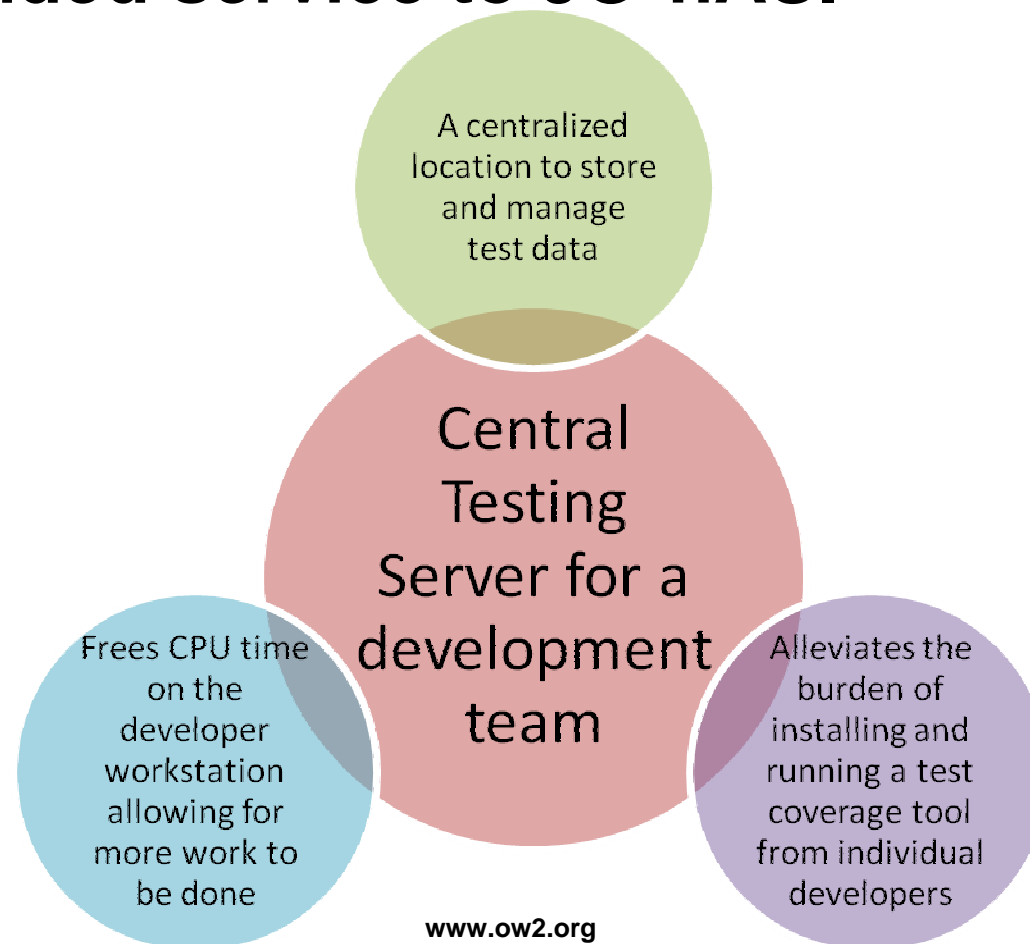 A centralized
location to store
and manage
test data
Central
Testing
Server for a
development
team
Frees CPU time
on the
developer
workstation
allowing for
more work to
be done
Alleviates the
burden of
installing and
running a test
coverage tool
from individual
developers
www.ow2.org